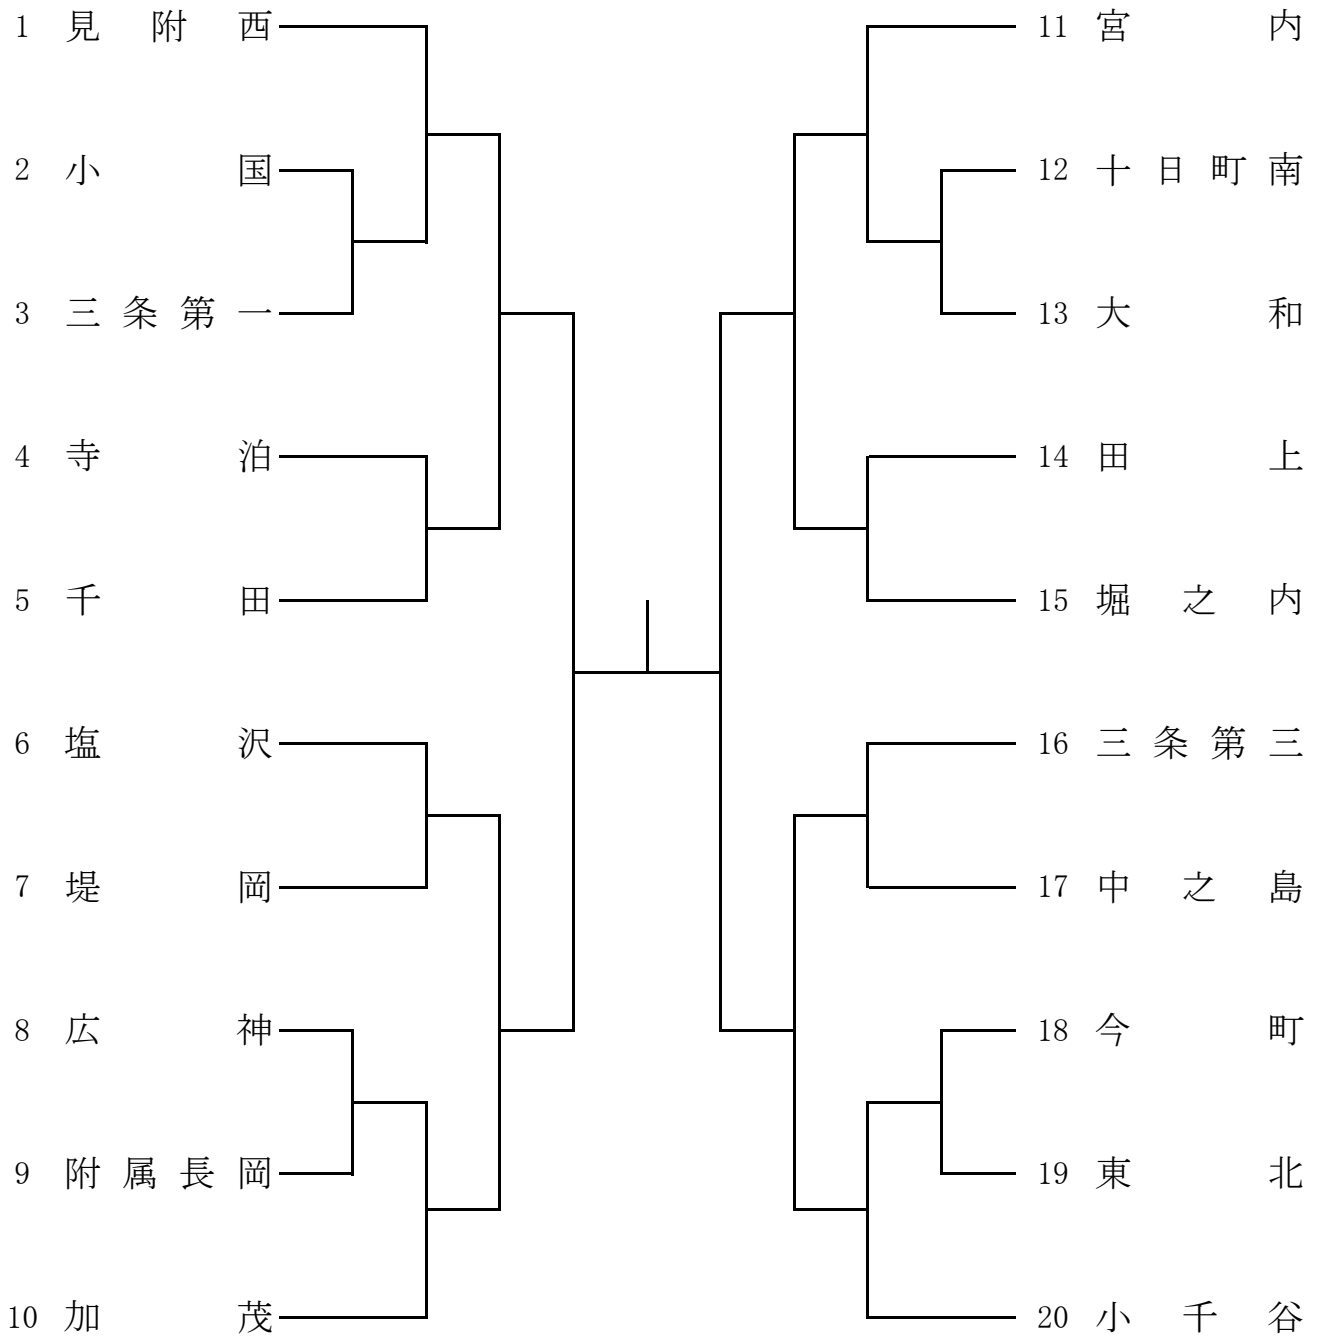 1 見附西
2 小国
3 三条第一
4 寺泊
5 千田
6 塩沢
7 堤岡
8 広神
9 附属長岡
10 加茂
11 宮内
12 十日町南
13 大和
14 田上
15 堀之内
16 三条第三
17 中之島
18 今町
19 東北
20 小千谷